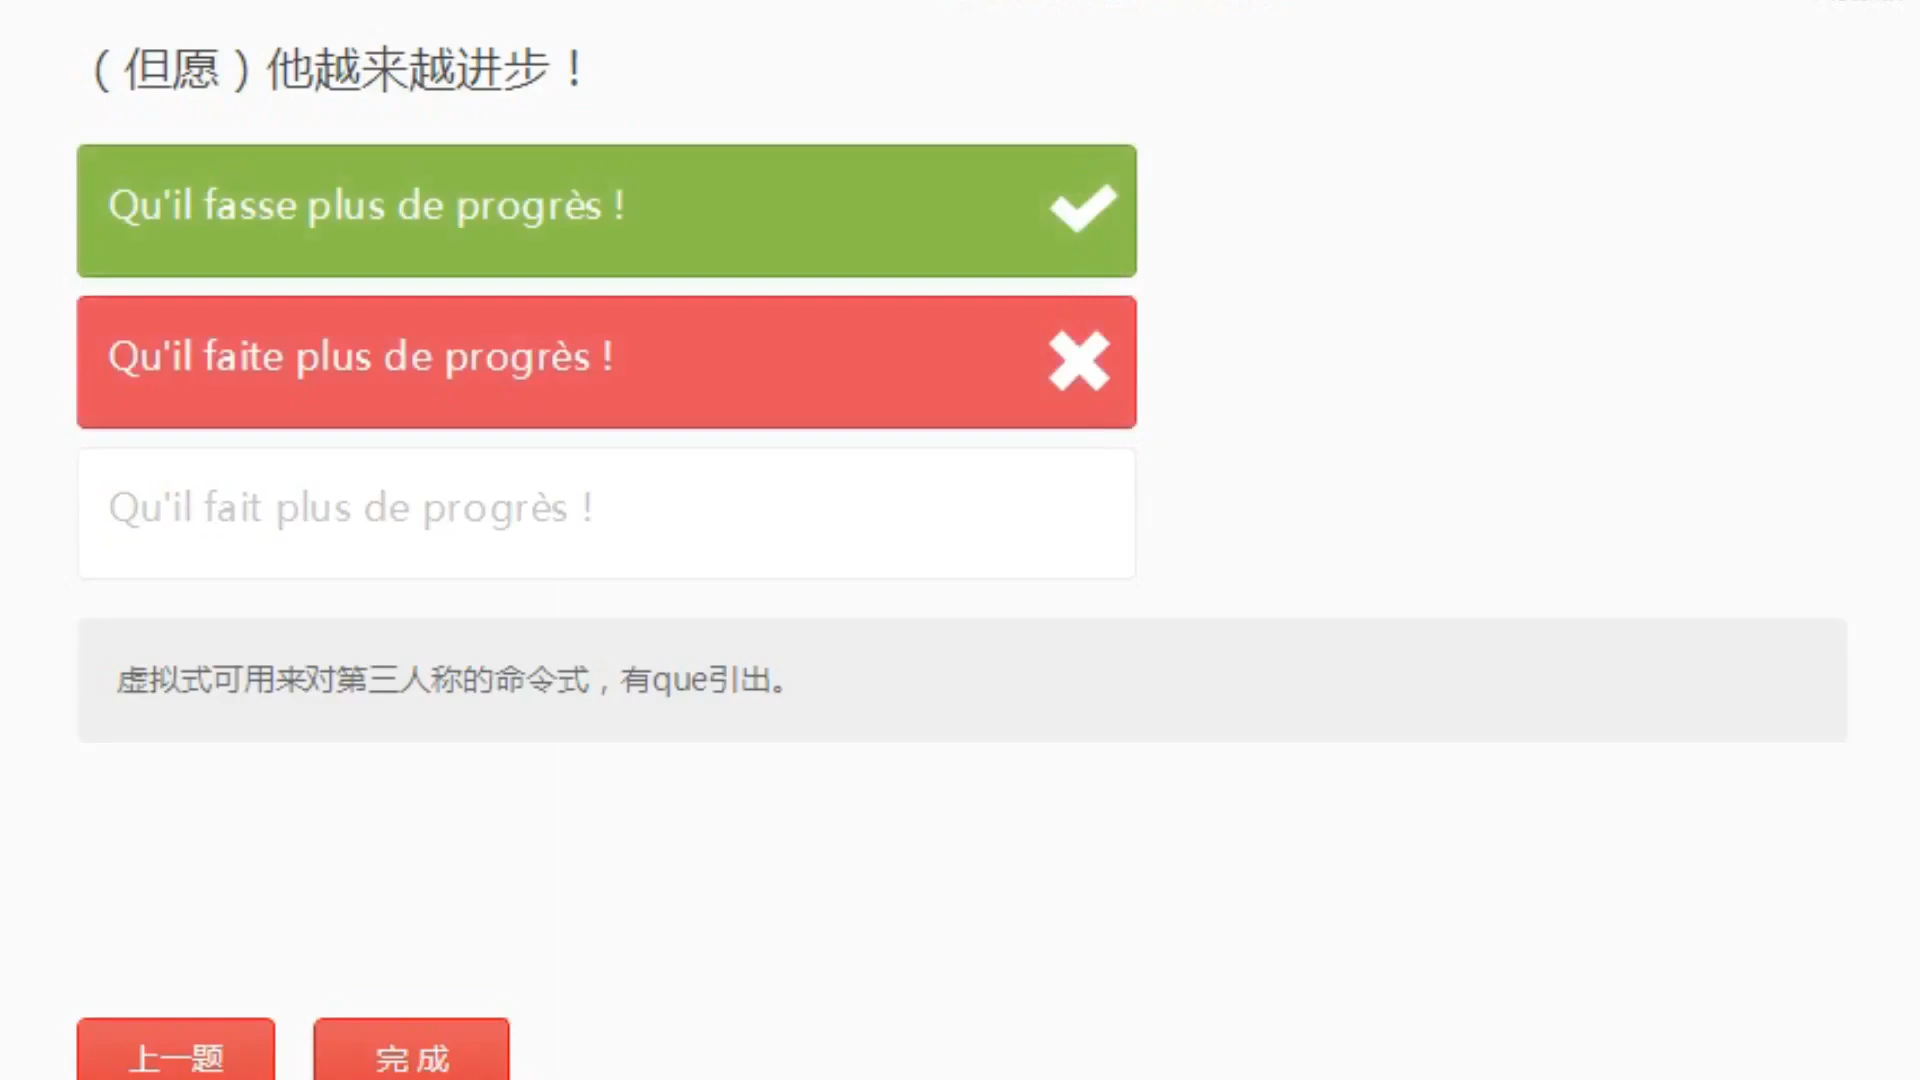 （但愿）他越来越进步！
Qu'il fasse plus de progrès !
Qu'il faite plus de progrès !
Qu'il fait plus de progrès !
虚拟式可用来对第三人称的命令式，有que引出。
上一题
完 成